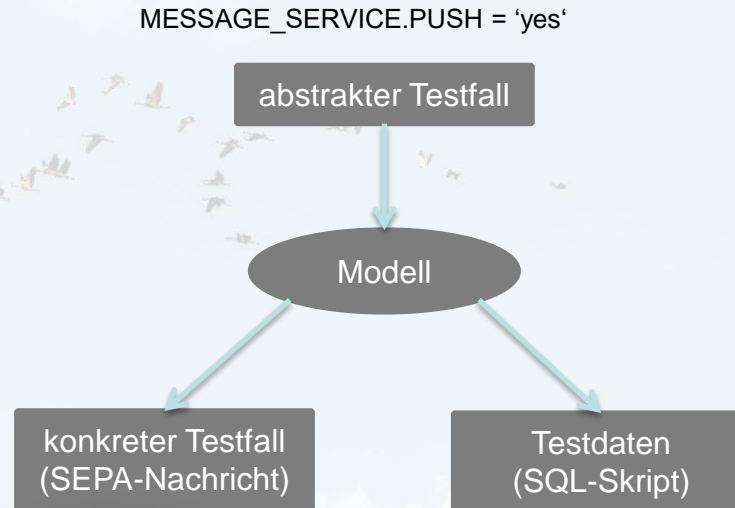 MESSAGE_SERVICE.PUSH = ‘yes‘
abstrakter Testfall
Modell
konkreter Testfall
(SEPA-Nachricht)
Testdaten
(SQL-Skript)